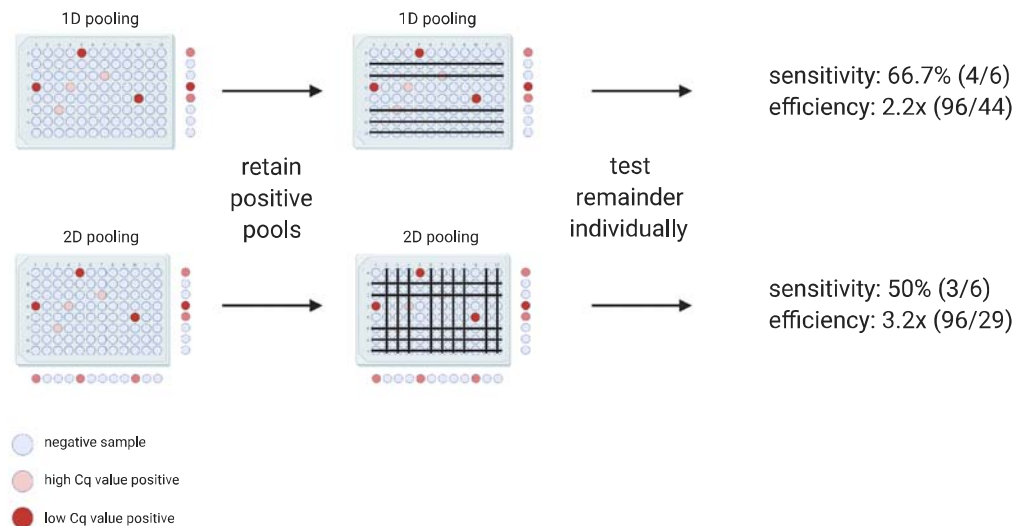 1D pooling
1D pooling
sensitivity: 66.7% (4/6)
efficiency: 2.2x (96/44)
retain
positive
pools
test
remainder
individually
2D pooling
2D pooling
sensitivity: 50% (3/6)
efficiency: 3.2x (96/29)
negative sample
high Cq value positive
low Cq value positive